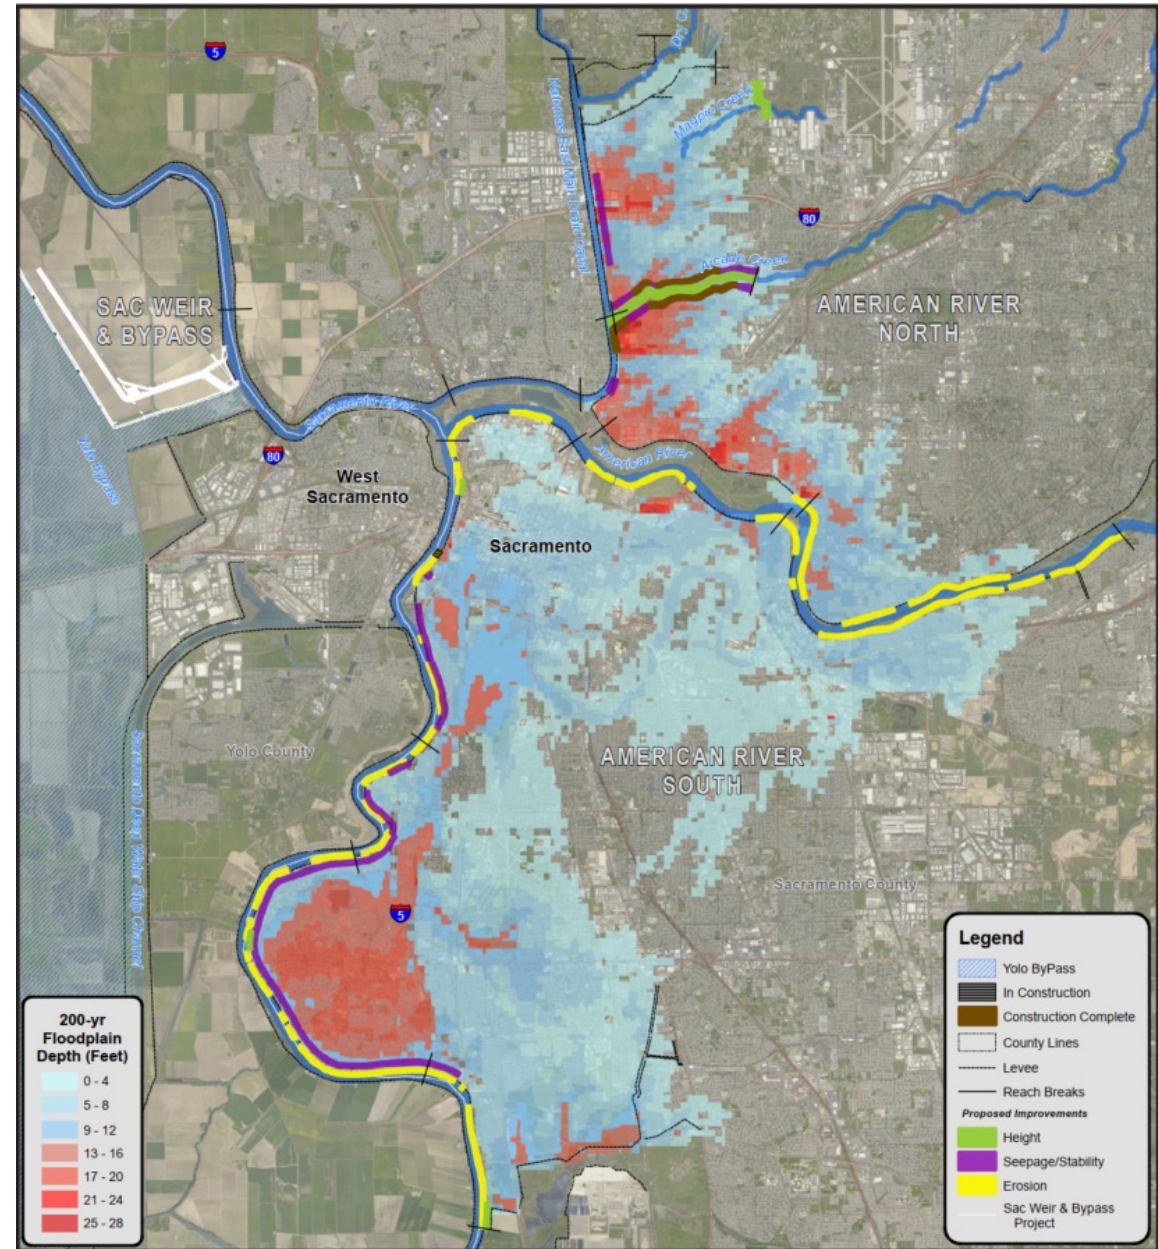 5
Dry C
Natomas East Main Drain Canal
Magpie Creek
80
Arcade Creek
SAC WEIR
& BYPASS
AMERICAN RIVER
NORTH
Sacramento River
Yolo Bypass
80
American River
West
Sacramento
Sacramento
Sacramento Deep Water Ship Channel
Yolo County
AMERICAN RIVER
SOUTH
Sacramento County
5
200-yr
Floodplain
Depth (Feet)
0 - 4
5 - 8
9 - 12
13 - 16
17 - 20
21 - 24
25 - 28
Legend
Yolo ByPass
In Construction
Construction Complete
County Lines
Levee
Reach Breaks
Proposed Improvements
Height
Seepage/Stability
Erosion
Sac Weir & Bypass
Project